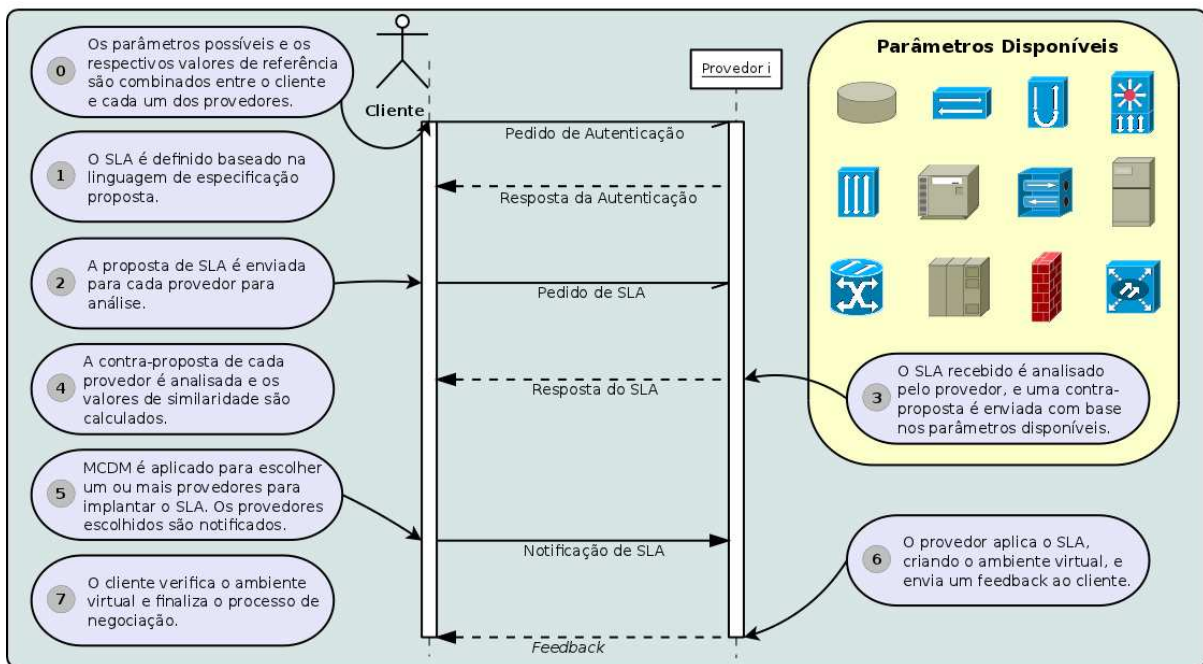 0
Os parâmetros possíveis e os
respectivos valores de referência
são combinados entre o cliente
e cada um dos provedores.
1
O SLA é definido baseado na
linguagem de especificação
proposta.
2
A proposta de SLA é enviada
para cada provedor para
análise.
4
A contra-proposta de cada
provedor é analisada e os
valores de similaridade são
calculados.
5
MCDM é aplicado para escolher
um ou mais provedores para
implantar o SLA. Os provedores
escolhidos são notificados.
7
O cliente verifica o ambiente
virtual e finaliza o processo de
negociação.
Cliente
Provedor i
Pedido de Autenticação
Resposta da Autenticação
Pedido de SLA
Resposta do SLA
Notificação de SLA
Feedback
Parâmetros Disponíveis
3
O SLA recebido é analisado
pelo provedor, e uma contra-
proposta é enviada com base
nos parâmetros disponíveis.
6
O provedor aplica o SLA,
criando o ambiente virtual, e
envia um feedback ao cliente.